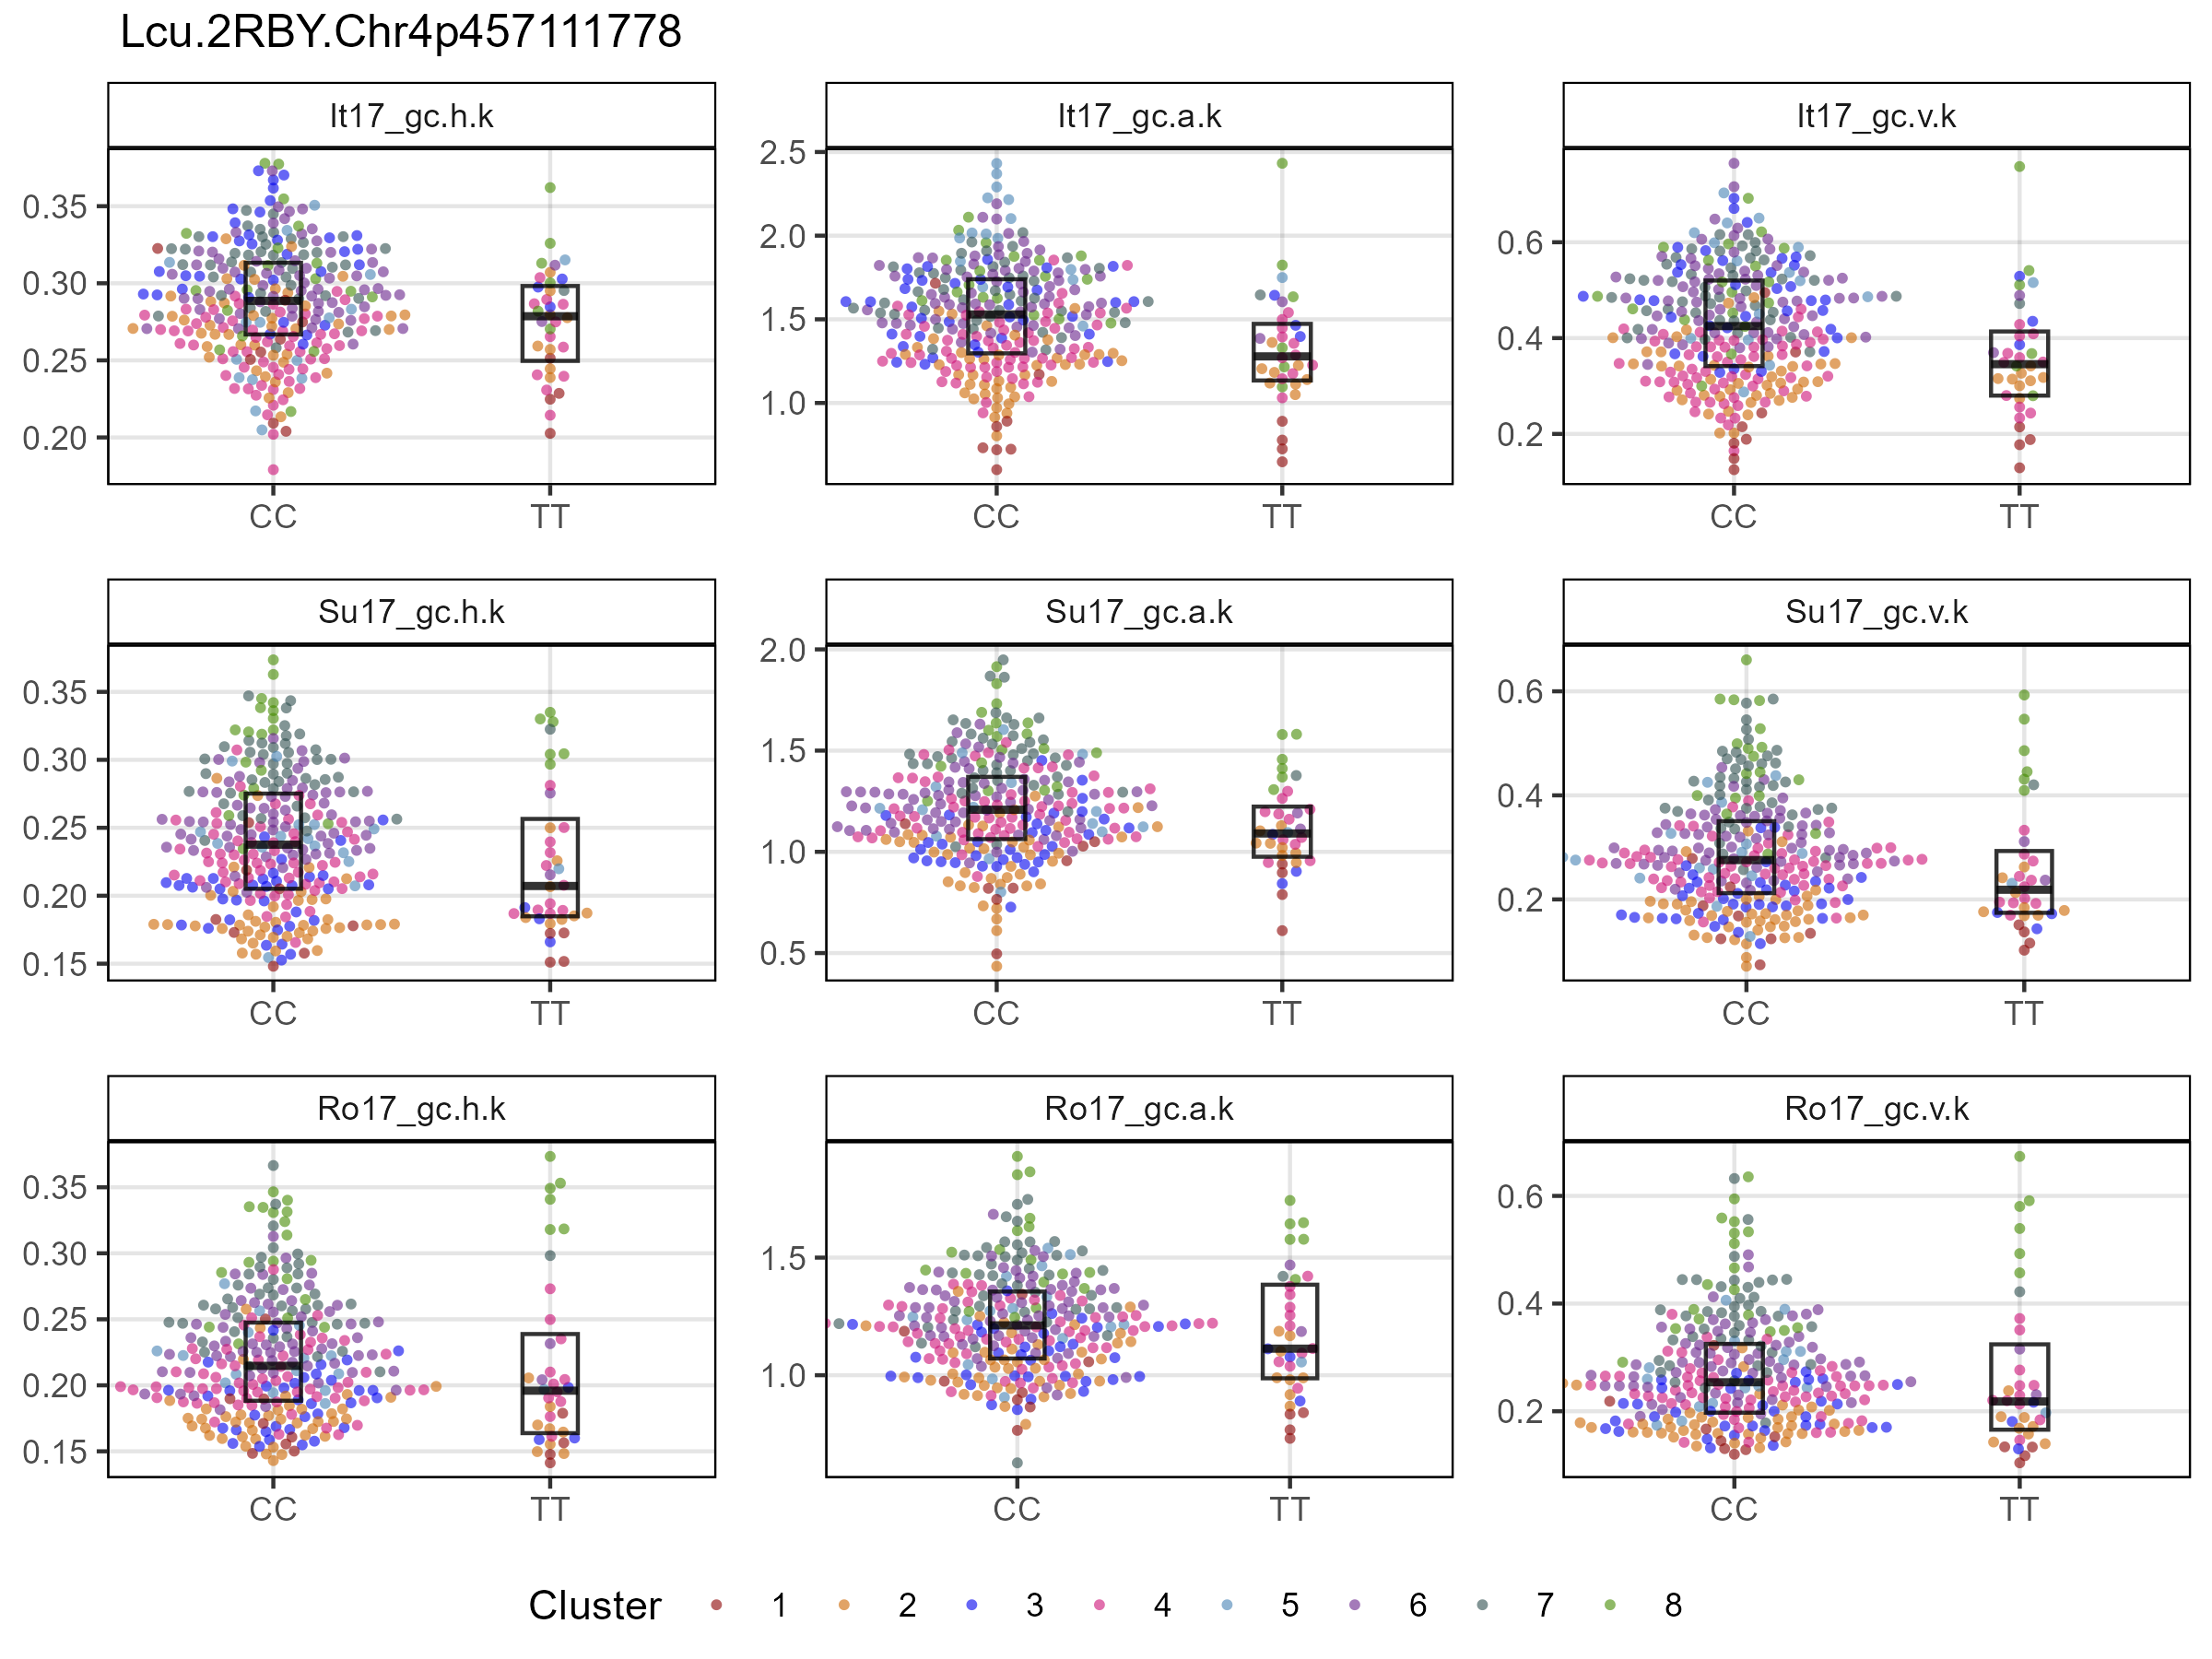 Lcu.2RBY.Chr4p457111778
It17_gc.h.k
It17_gc.a.k
It17_gc.v.k
0.35
0.30
0.25
0.20
CC
TT
2.5
2.0
1.5
1.0
CC
TT
0.6
0.4
0.2
CC
TT
Su17_gc.h.k
Su17_gc.a.k
Su17_gc.v.k
0.35
0.30
0.25
0.20
0.15
CC
TT
2.0
1.5
1.0
0.5
CC
TT
0.6
0.4
0.2
CC
TT
Ro17_gc.h.k
Ro17_gc.a.k
Ro17_gc.v.k
0.35
0.30
0.25
0.20
0.15
CC
TT
1.5
1.0
CC
TT
0.6
0.4
0.2
CC
TT
Cluster 1 2 3 4 5 6 7 8